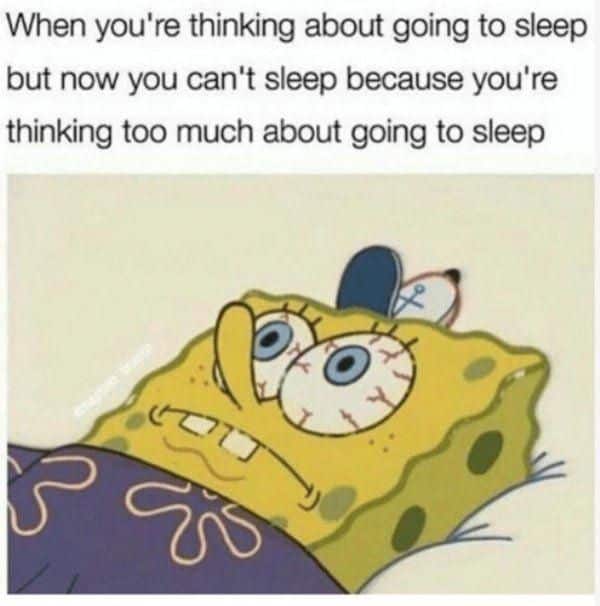 When you're thinking about going to sleep
but now you can't sleep because you're
thinking too much about going to sleep